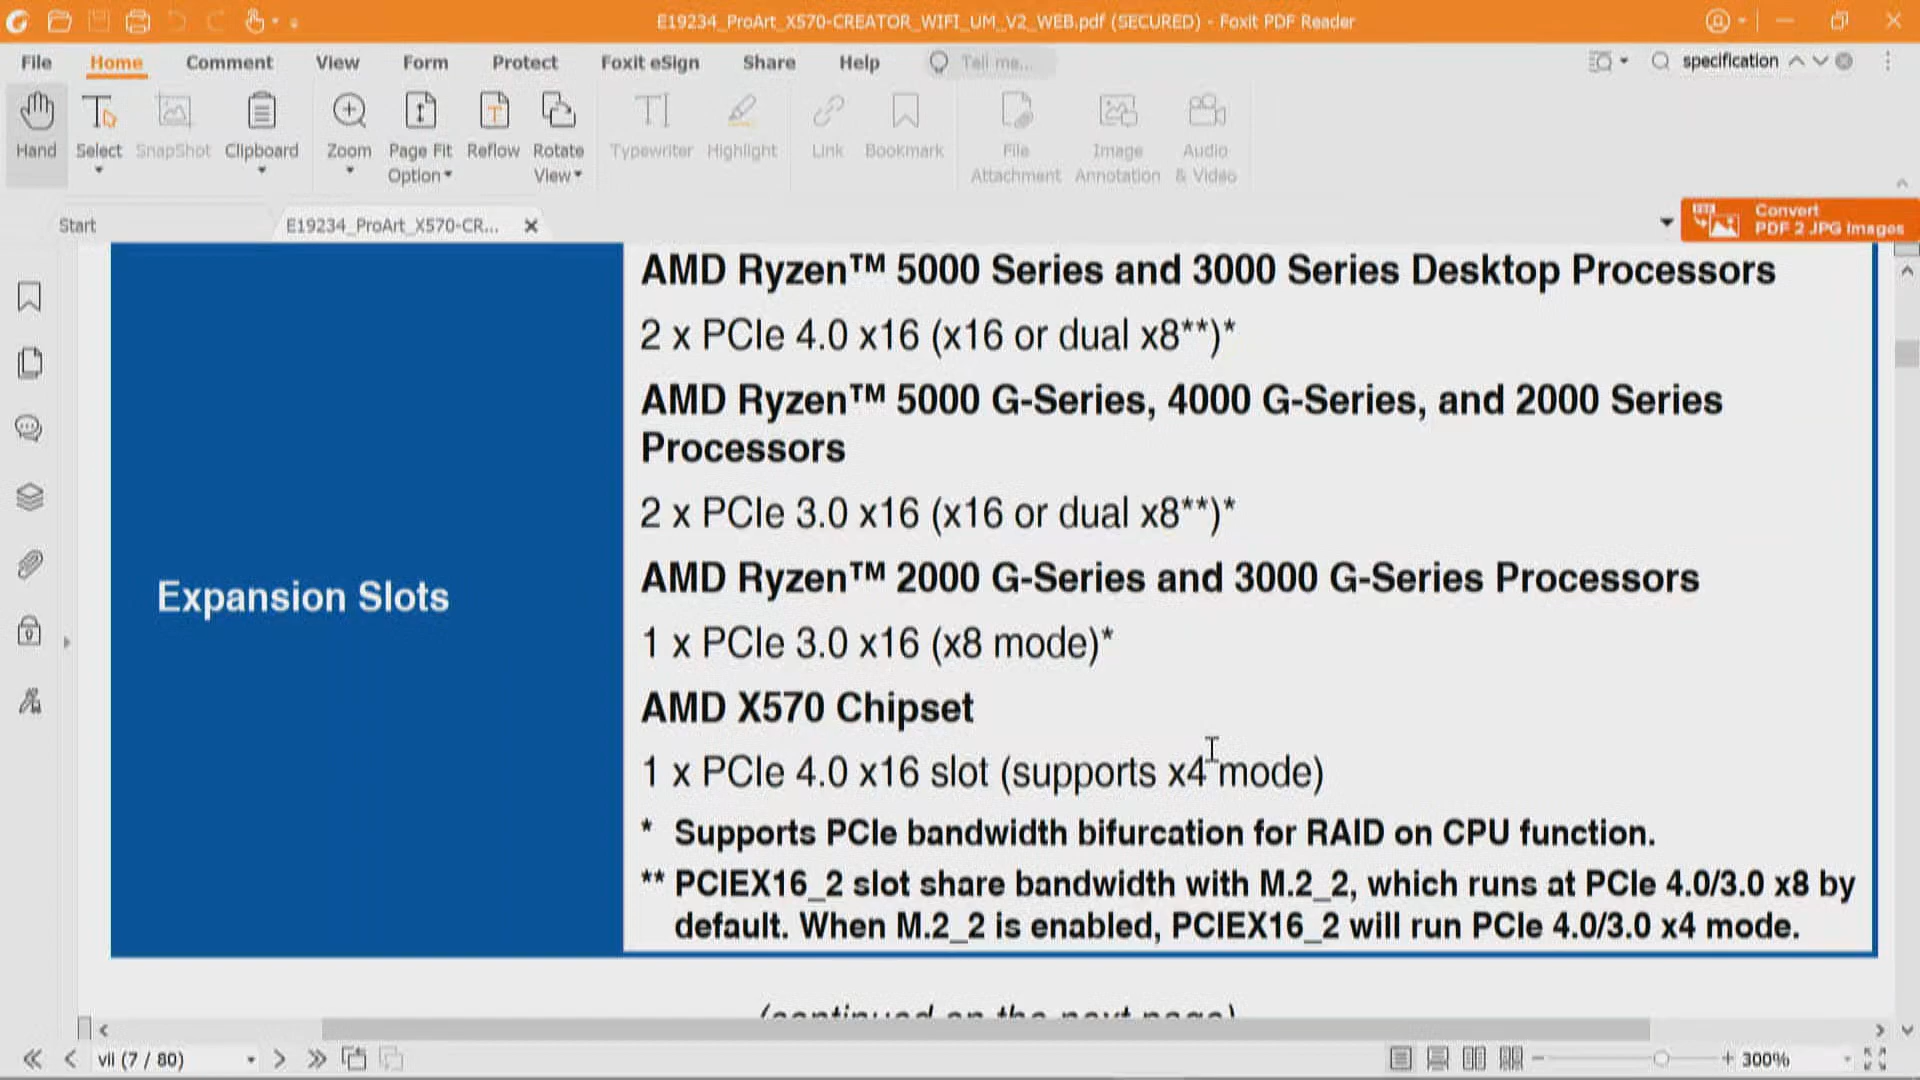 E19234_ProArt_X570-CREATOR_WIFI_UM_V2_WEB.pdf (SECURED) - Foxit PDF Reader
File Home Comment View Form Protect Foxit eSign Share Help Tell me... specification
Hand Select SnapShot Clipboard Zoom Page Fit Option Reflow Rotate View Typewriter Highlight Link Bookmark File Attachment Image Annotation Audio & Video
Start E19234_ProArt_X570-CR...
Convert
PDF 2 JPG Images
Expansion Slots
AMD Ryzen™ 5000 Series and 3000 Series Desktop Processors
2 x PCIe 4.0 x16 (x16 or dual x8**)*
AMD Ryzen™ 5000 G-Series, 4000 G-Series, and 2000 Series
Processors
2 x PCIe 3.0 x16 (x16 or dual x8**)*
AMD Ryzen™ 2000 G-Series and 3000 G-Series Processors
1 x PCIe 3.0 x16 (x8 mode)*
AMD X570 Chipset
1 x PCIe 4.0 x16 slot (supports x4 mode)
* Supports PCIe bandwidth bifurcation for RAID on CPU function.
** PCIEX16_2 slot share bandwidth with M.2_2, which runs at PCIe 4.0/3.0 x8 by
default. When M.2_2 is enabled, PCIEX16_2 will run PCIe 4.0/3.0 x4 mode.
(continued on the next page)
vii (7 / 80) 300%